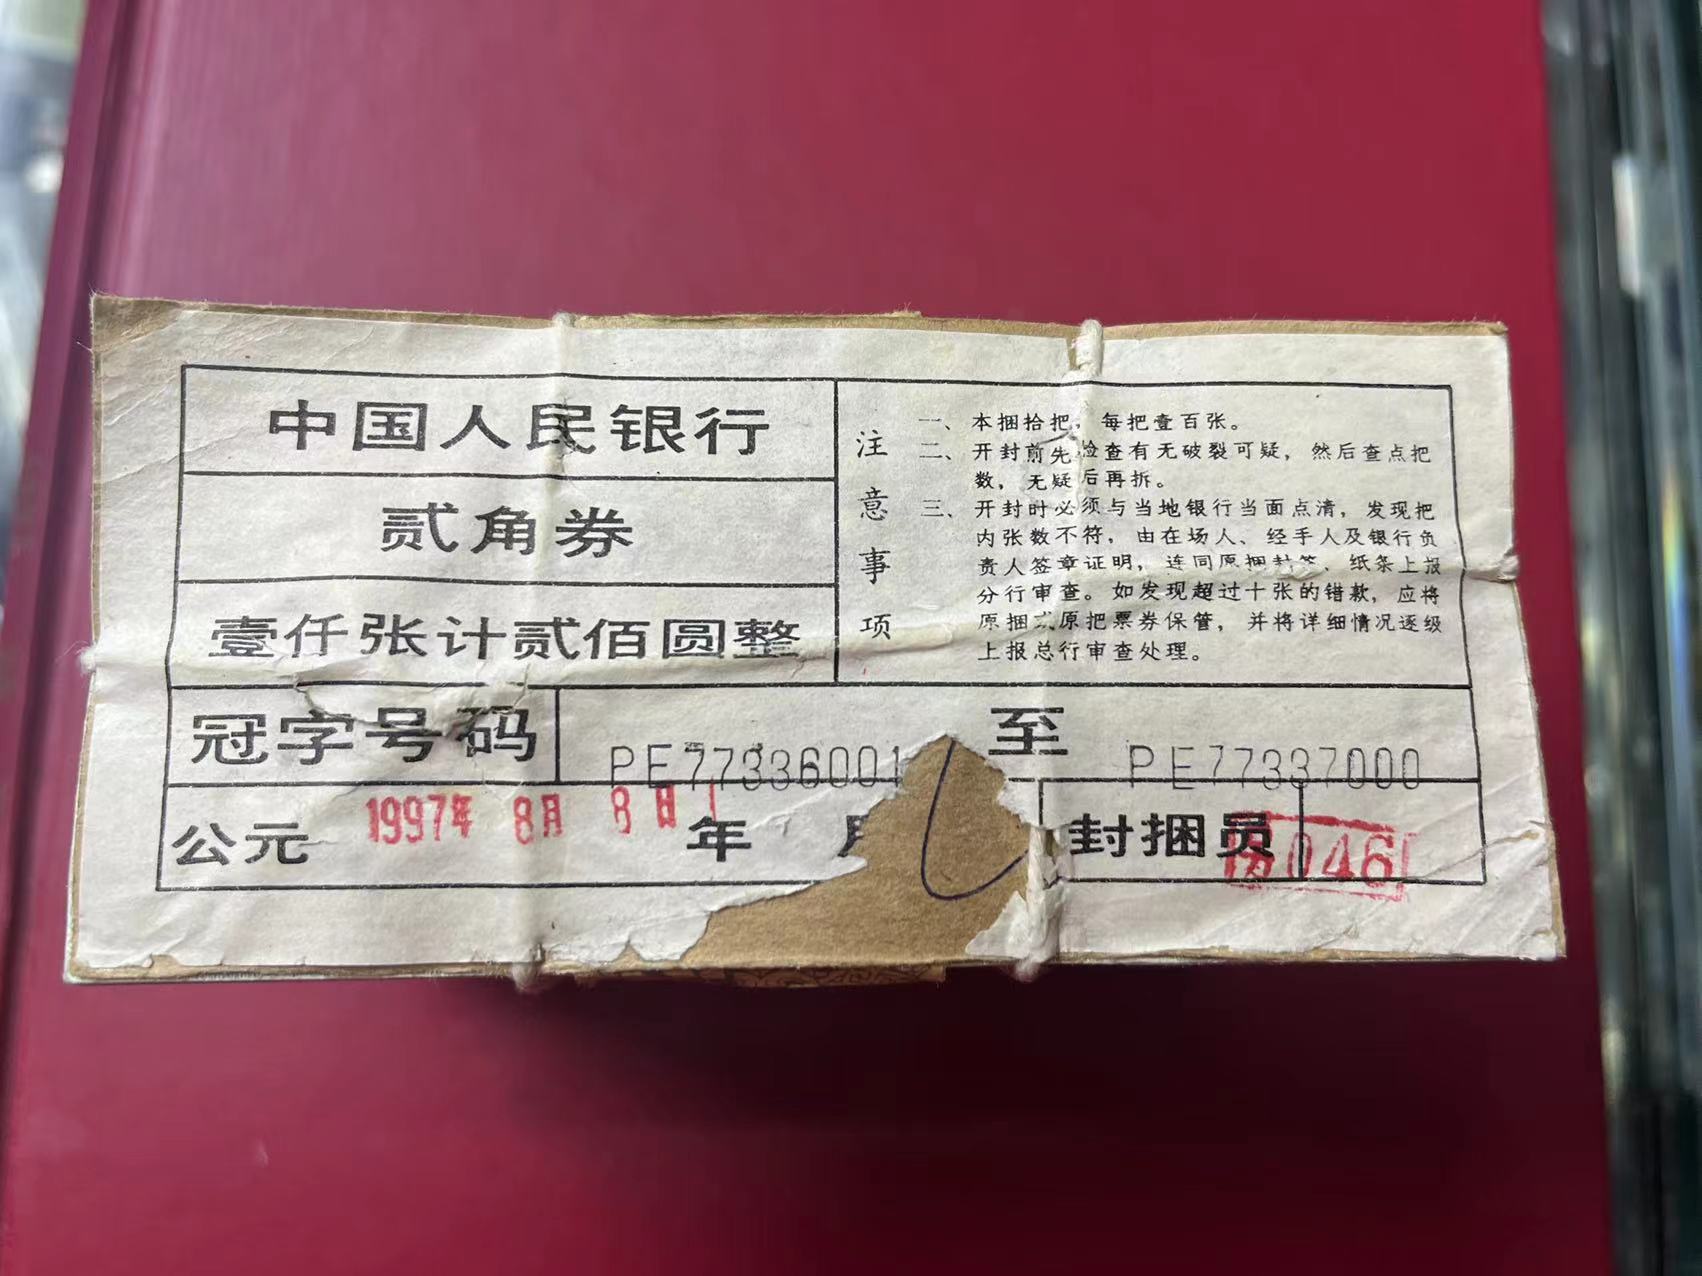 中国人民银行
贰角券
壹仟张计贰佰圆整
注意事项
一、本捆拾把，每把壹百张。
二、开封前先检查有无破裂可疑，然后查点把
数，无疑后再拆。
三、开封时必须与当地银行当面点清，发现把
内张数不符，由在场人、经手人及银行负
责人签章证明，连同原捆封签、纸条上报
分行审查。如发现超过十张的错款，应将
原捆或原把票券保管，并将详细情况逐级
上报总行审查处理。
冠字号码 PE77336001 至 PE77337000
公元 1997年 8月 8日 年 月 封捆员 046